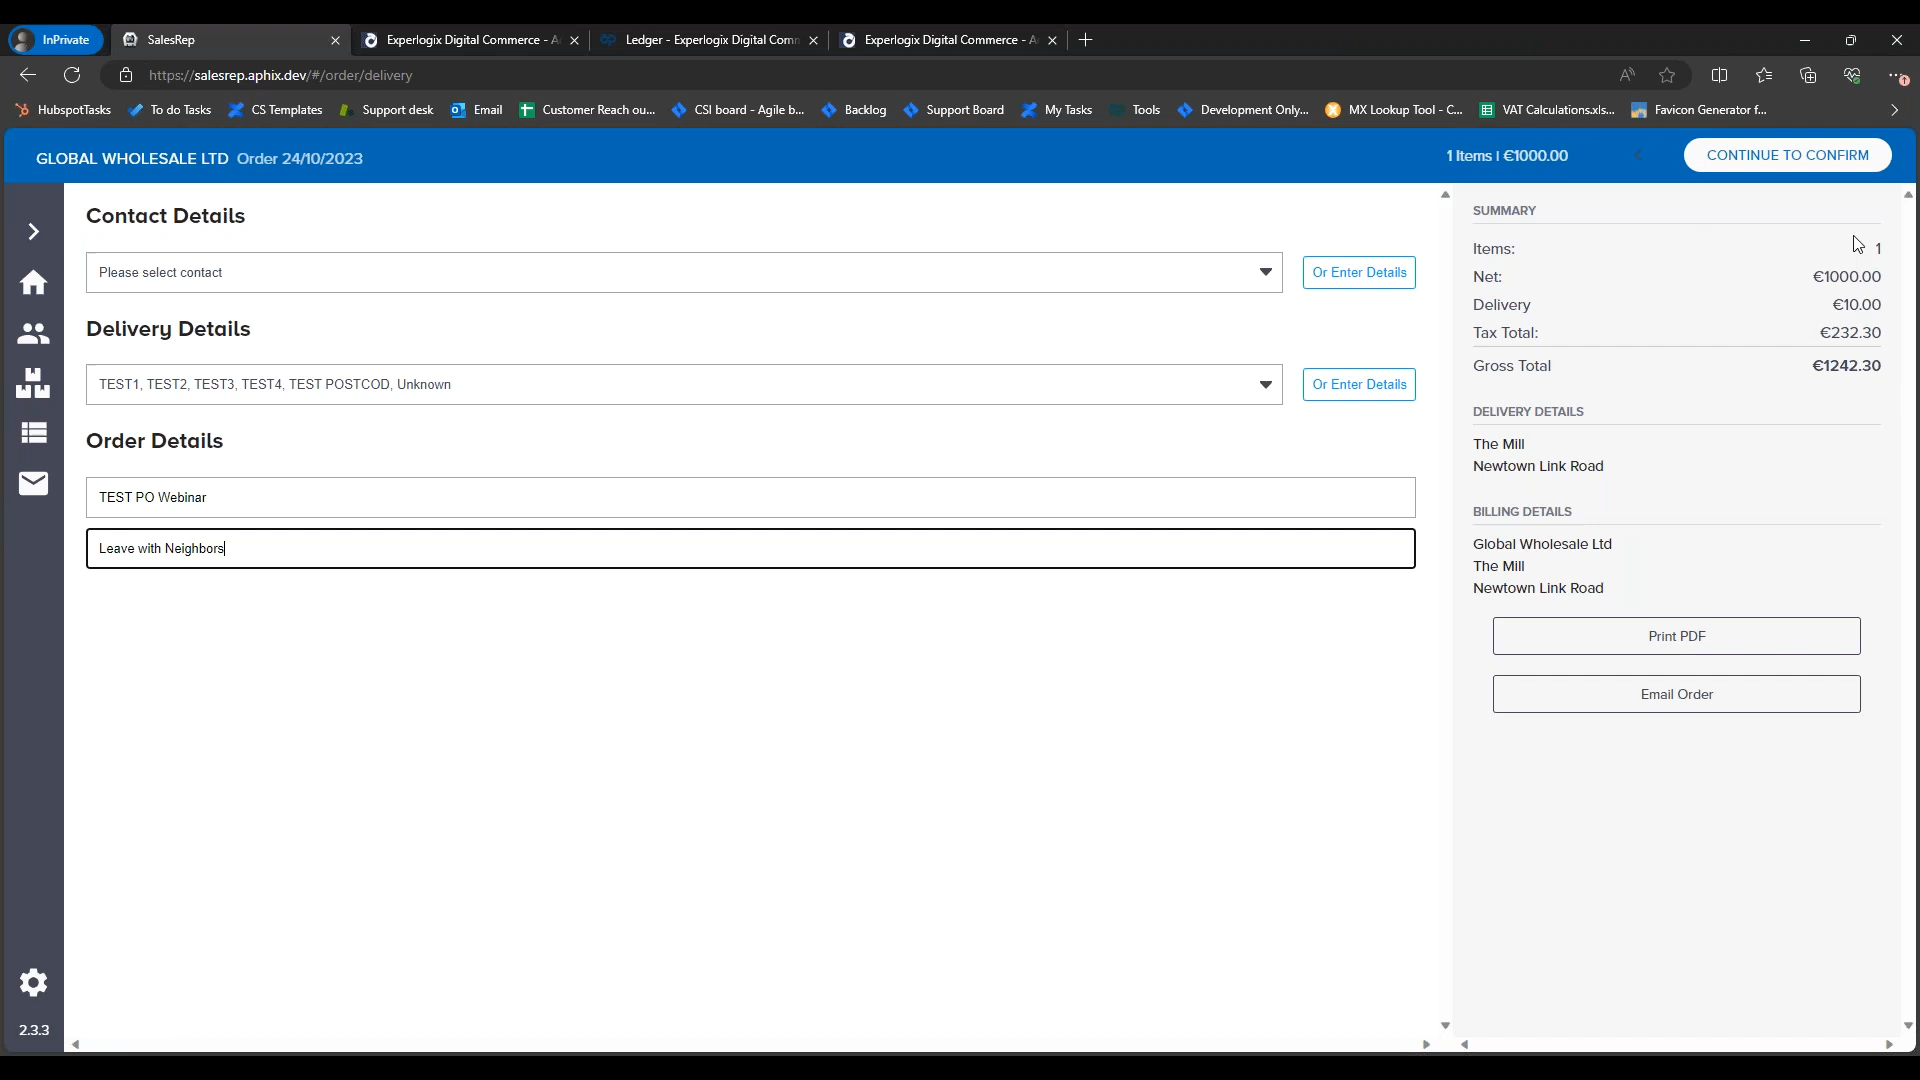 InPrivate
SalesRep
Experlogix Digital Commerce - A
Ledger - Experlogix Digital Com
Experlogix Digital Commerce - A
https://salesrep.aphix.dev/#/order/delivery
HubspotTasks
To do Tasks
CS Templates
Support desk
Email
Customer Reach ou...
CSI board - Agile b...
Backlog
Support Board
My Tasks
Tools
Development Only...
MX Lookup Tool - C...
VAT Calculations.xls...
Favicon Generator f...
GLOBAL WHOLESALE LTD Order 24/10/2023
1 Items | €1000.00
CONTINUE TO CONFIRM
Contact Details
Please select contact
Or Enter Details
Delivery Details
TEST1, TEST2, TEST3, TEST4, TEST POSTCOD, Unknown
Or Enter Details
Order Details
TEST PO Webinar
Leave with Neighbors
2.3.3
SUMMARY
Items: 1
Net: €1000.00
Delivery €10.00
Tax Total: €232.30
Gross Total €1242.30
DELIVERY DETAILS
The Mill
Newtown Link Road
BILLING DETAILS
Global Wholesale Ltd
The Mill
Newtown Link Road
Print PDF
Email Order